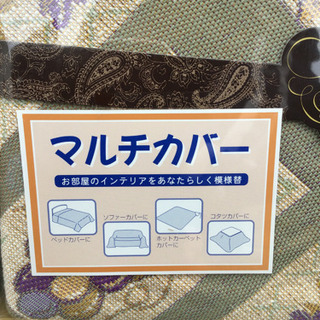 マルチカバー
お部屋のインテリアをあなたらしく模様替
ベッドカバーに
ソファーカバーに
ホットカーペット
カバーに
コタツカバーに